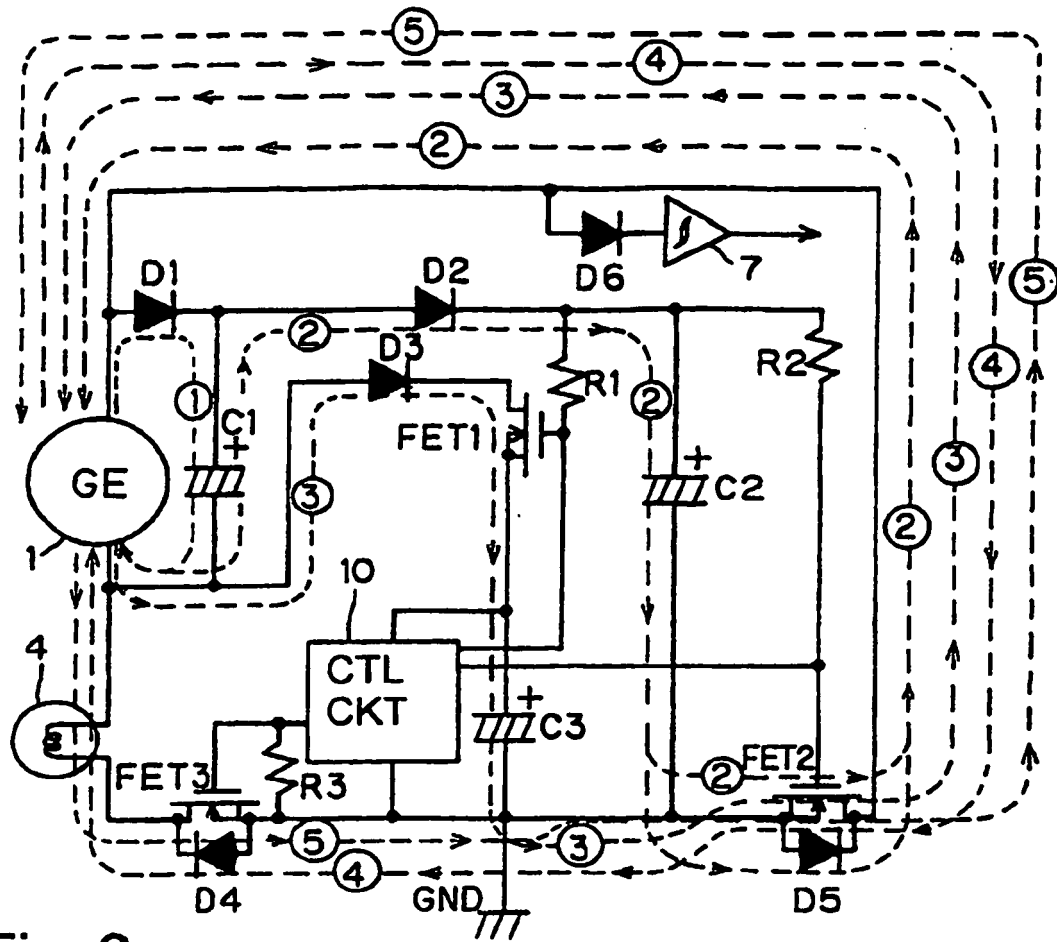 ⑤
④
③
②
D1
D2
D6
7
⑤
②
D3
R2
④
①
C1
+
R1
②
FET1
③
GE
③
+
C2
②
1
10
4
CTL
CKT
+
C3
FET3
R3
②
FET2
⑤
③
④
D4
GND
D5